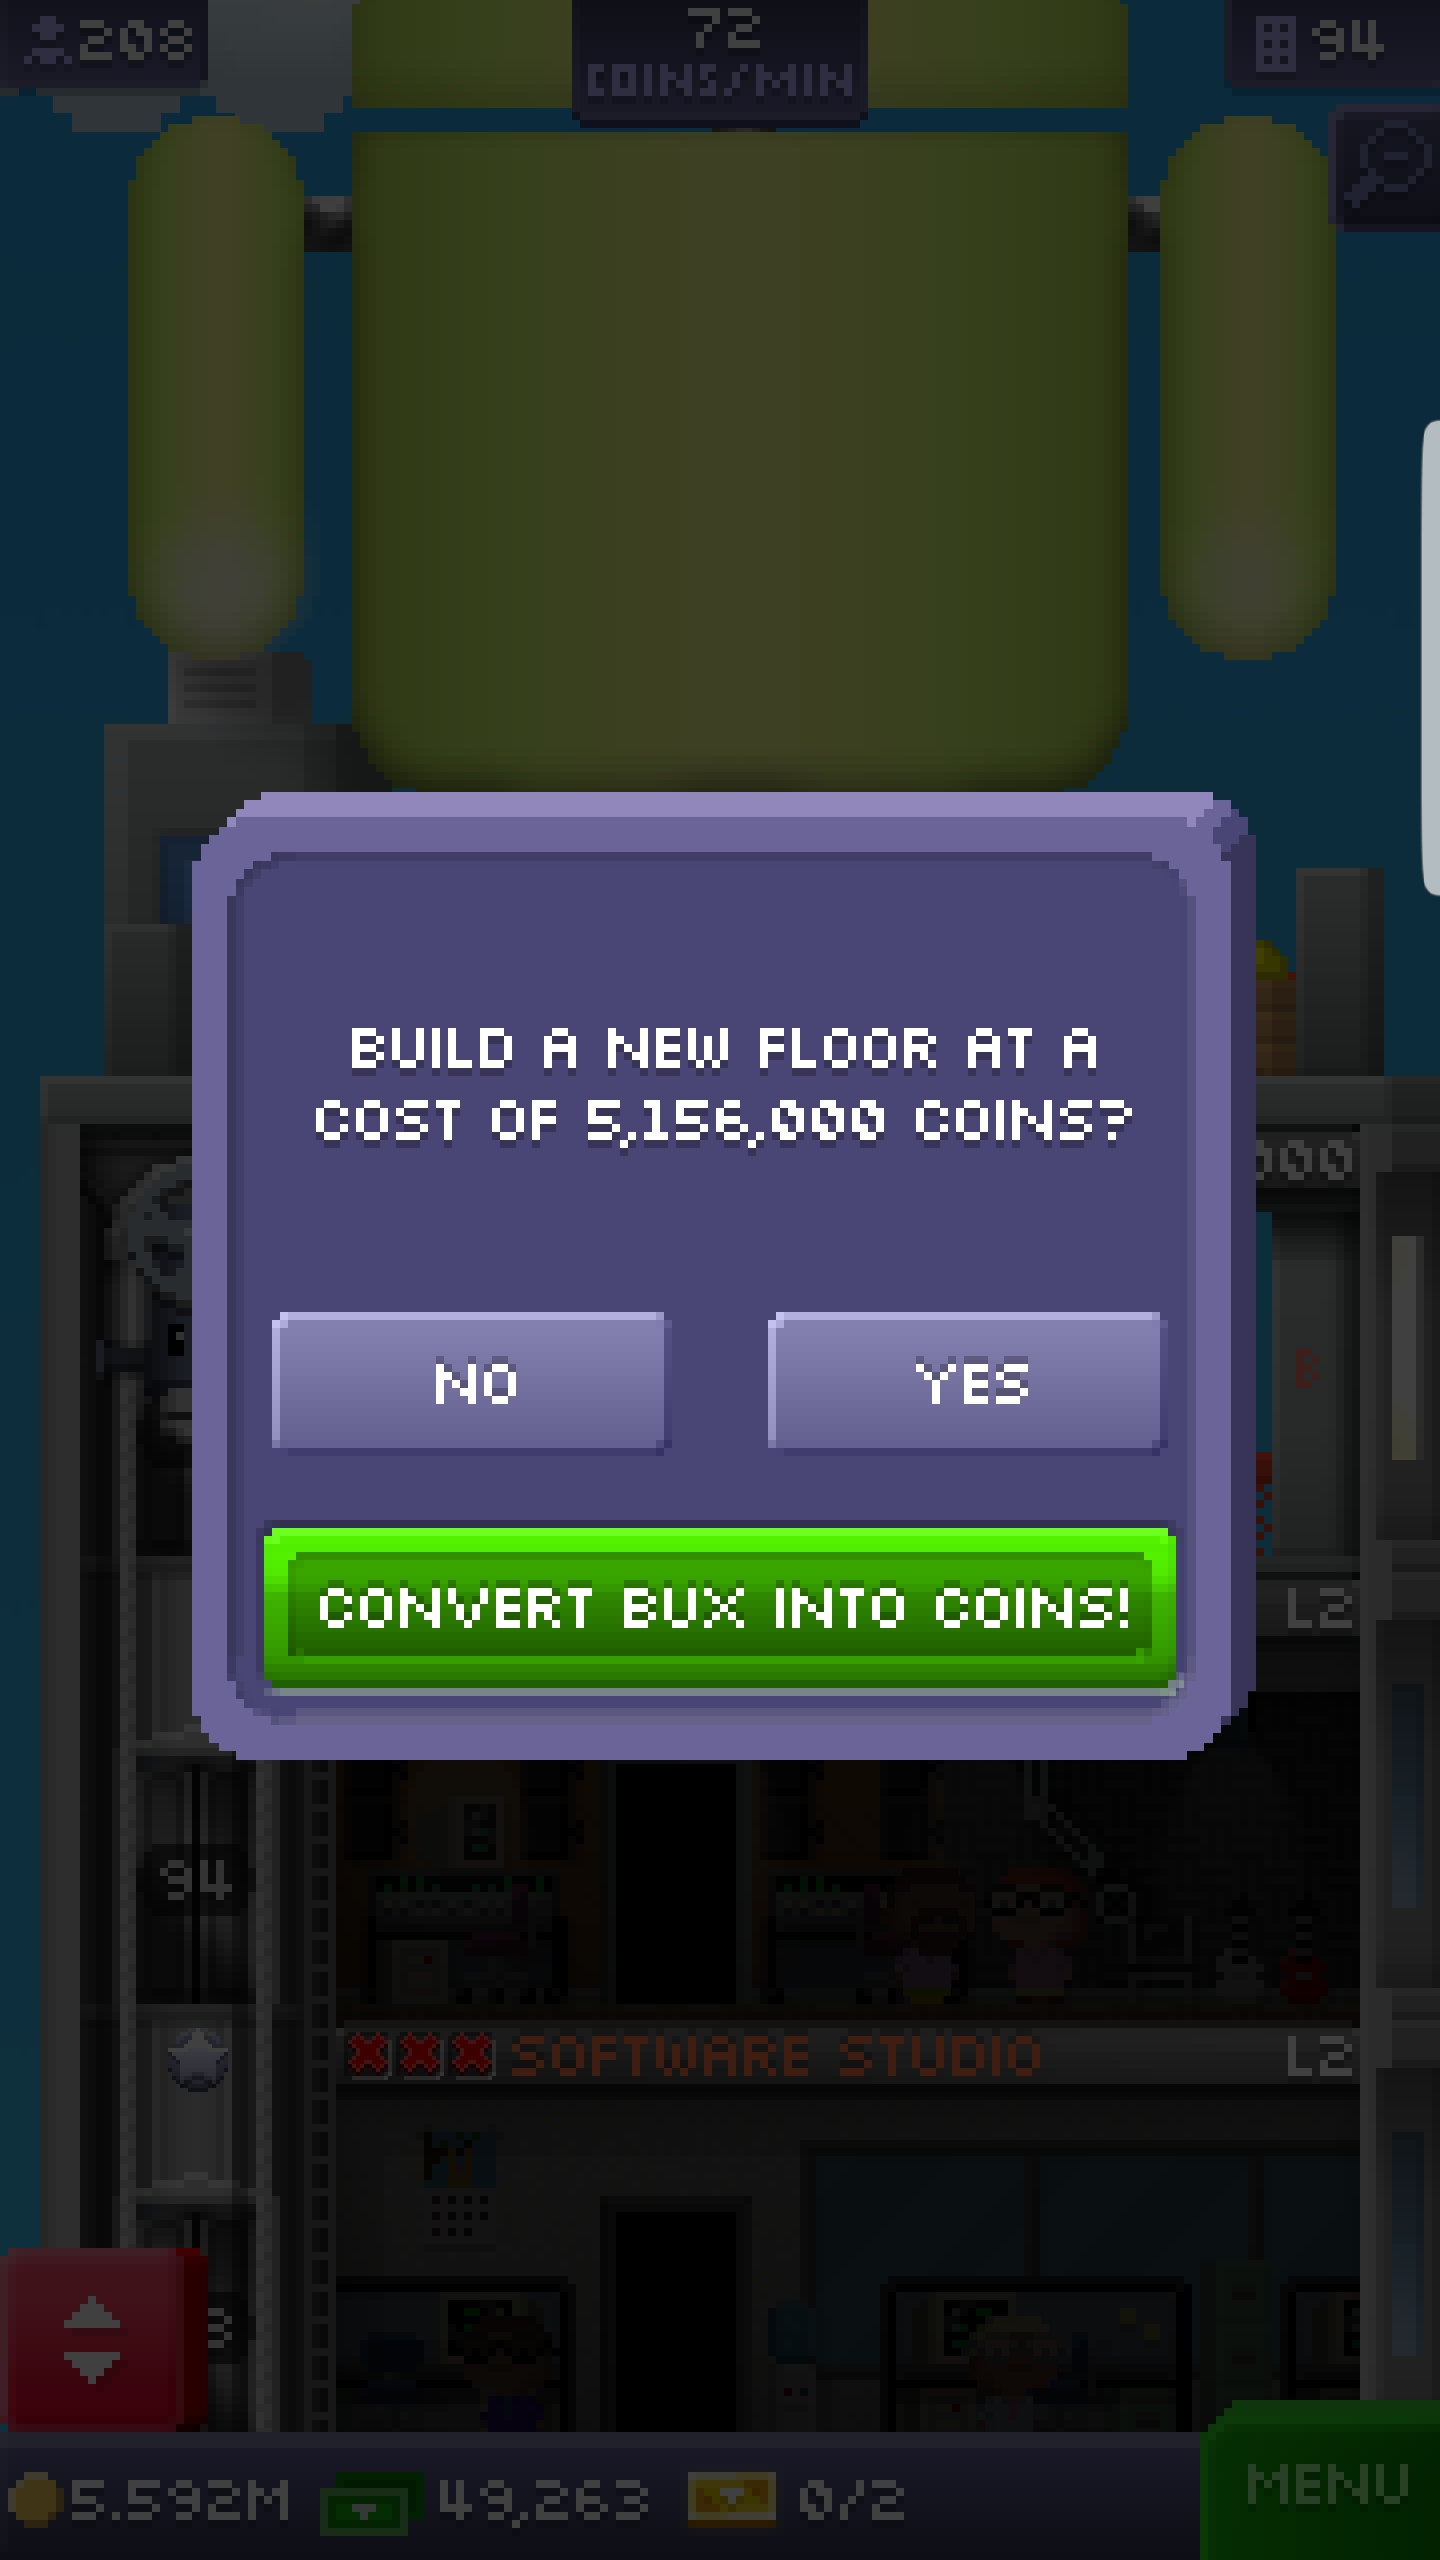 208
72
COINS/MIN
94
BUILD A NEW FLOOR AT A
COST OF 5,156,000 COINS?
000
B
NO
YES
CONVERT BUX INTO COINS!
L2
94
SOFTWARE STUDIO
L2
5.592M
49,263
0/2
MENU